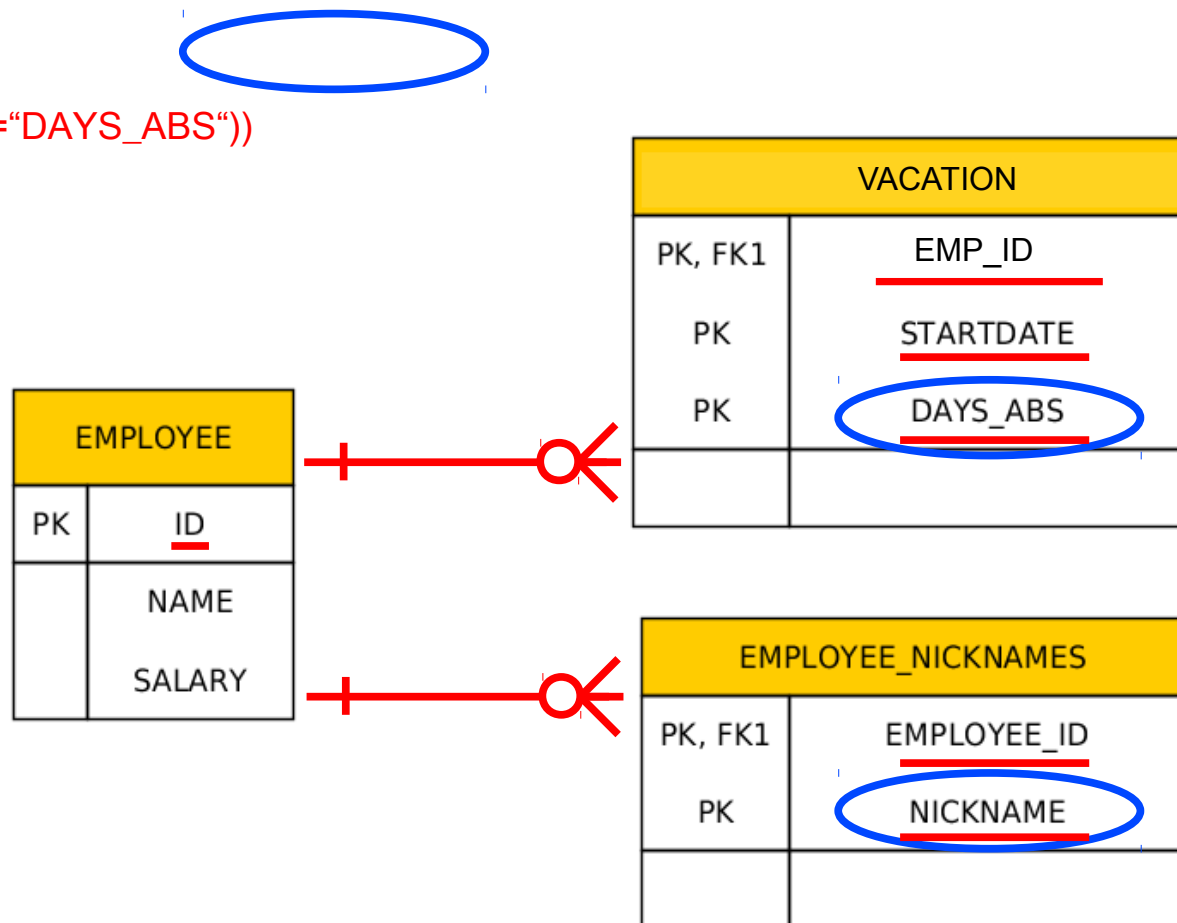 =“DAYS_ABS“))
VACATION
PK, FK1 EMP_ID
PK STARTDATE
PK DAYS_ABS
EMPLOYEE
PK ID
NAME
SALARY
EMPLOYEE_NICKNAMES
PK, FK1 EMPLOYEE_ID
PK NICKNAME